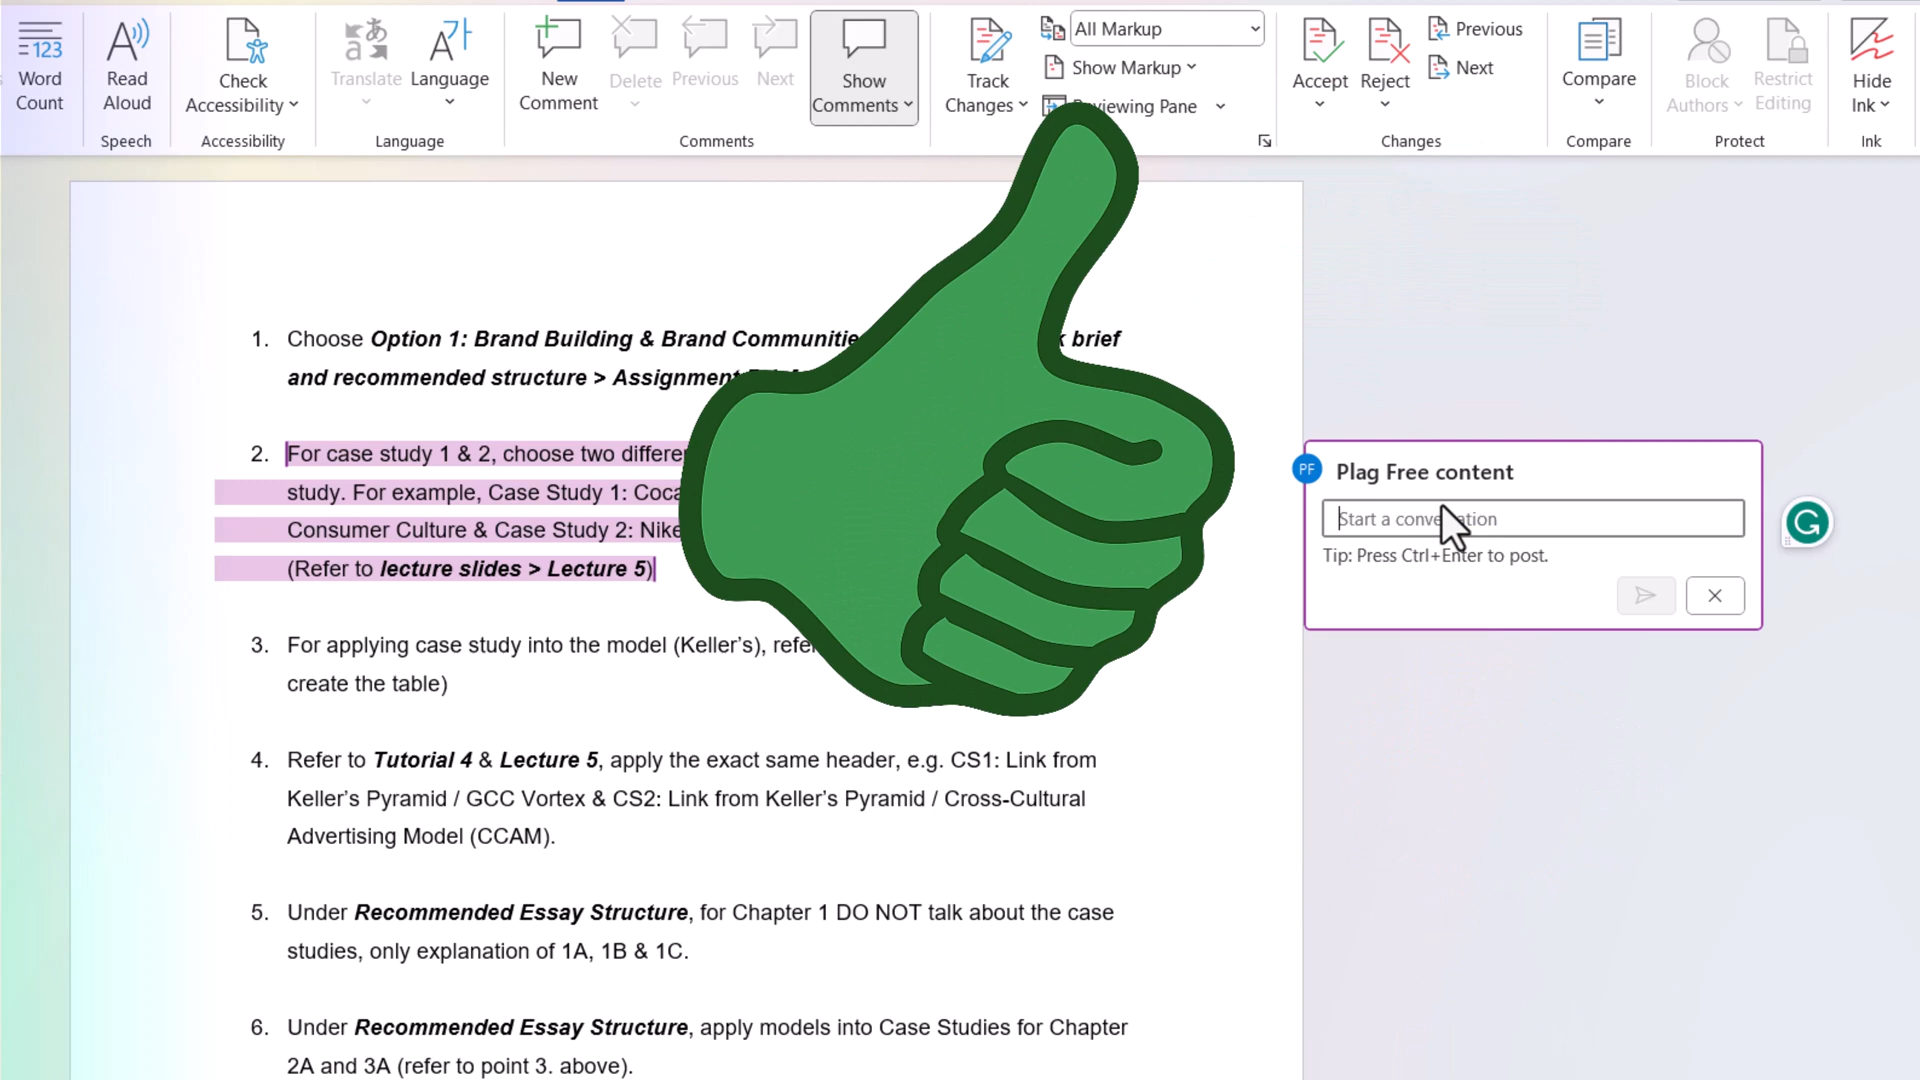 123
Word
Count
Read
Aloud
Speech
Check
Accessibility
Accessibility
Translate
Language
Language
New
Comment
Delete
Previous
Next
Comments
Show
Comments
Track
Changes
All Markup
Show Markup
Reviewing Pane
Accept
Reject
Previous
Next
Changes
Compare
Compare
Block
Authors
Restrict
Editing
Protect
Hide
Ink
Ink
1. Choose Option 1: Brand Building & Brand Communitie brief
and recommended structure > Assignment
2. For case study 1 & 2, choose two differe
study. For example, Case Study 1: Coca
Consumer Culture & Case Study 2: Nike
(Refer to lecture slides > Lecture 5)
3. For applying case study into the model (Keller's), refe
create the table)
4. Refer to Tutorial 4 & Lecture 5, apply the exact same header, e.g. CS1: Link from
Keller's Pyramid / GCC Vortex & CS2: Link from Keller's Pyramid / Cross-Cultural
Advertising Model (CCAM).
5. Under Recommended Essay Structure, for Chapter 1 DO NOT talk about the case
studies, only explanation of 1A, 1B & 1C.
6. Under Recommended Essay Structure, apply models into Case Studies for Chapter
2A and 3A (refer to point 3. above).
PF Plag Free content
Start a conversation
Tip: Press Ctrl+Enter to post.